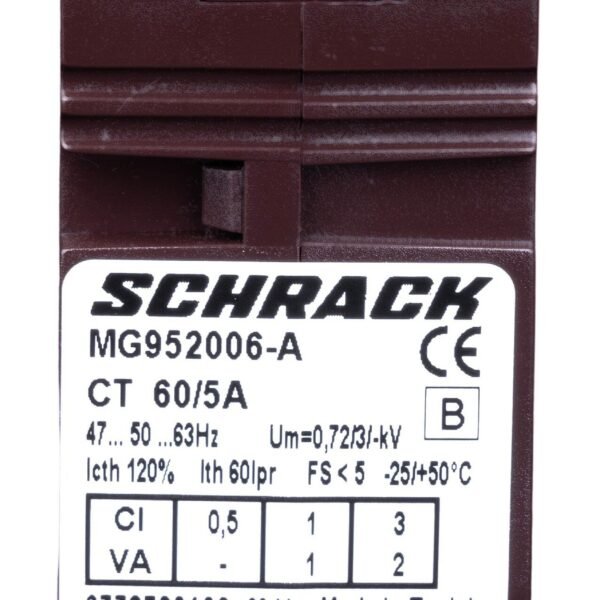 SCHRACK
MG952006-A
CE
CT 60/5A
B
47... 50 ...63Hz Um=0,72/3/-kV
Icth 120% Ith 60Ipr FS < 5 -25/+50°C
CI 0,5 1 3
VA - 1 2